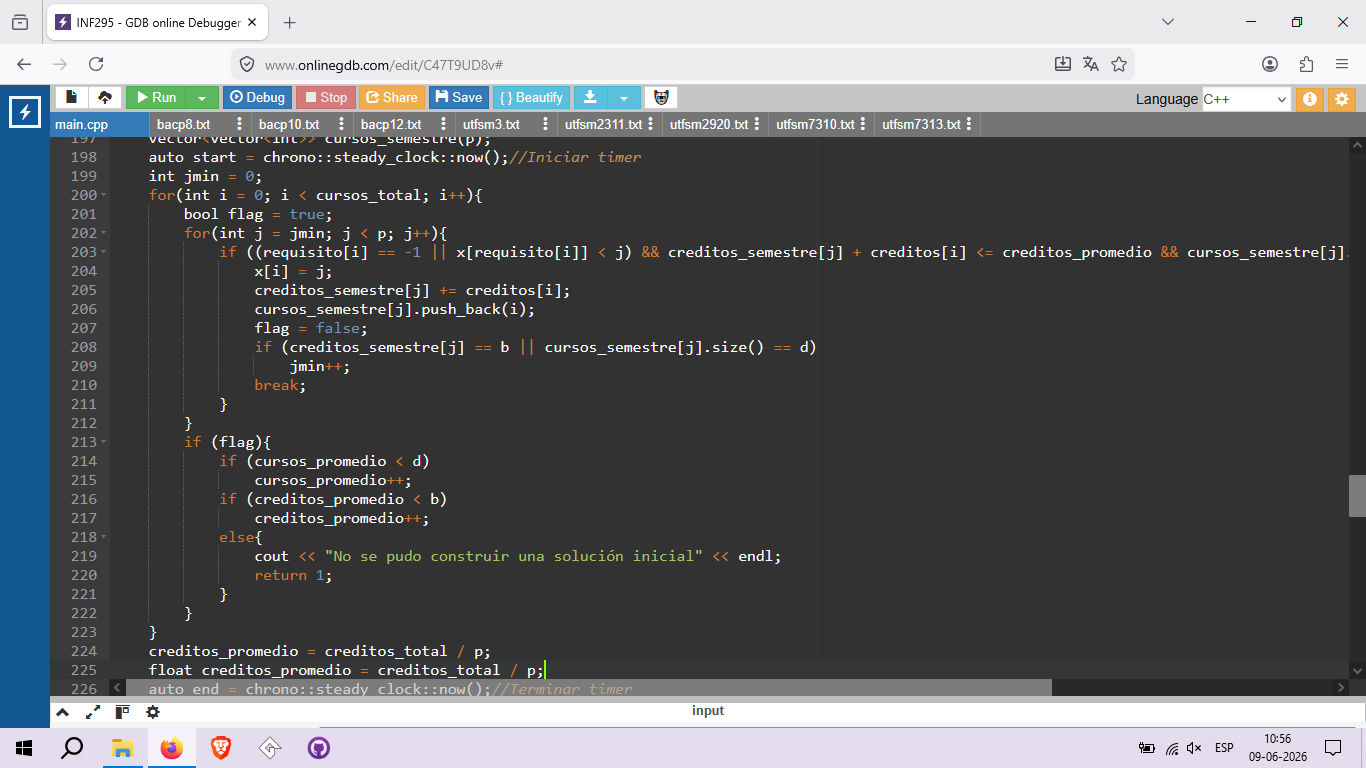 INF295 - GDB online Debugger
www.onlinegdb.com/edit/C47T9UD8v#
Run Debug Stop Share Save { } Beautify Language C++
main.cpp bacp8.txt bacp10.txt bacp12.txt utfsm3.txt utfsm2311.txt utfsm2920.txt utfsm7310.txt utfsm7313.txt
197 vector<vector<int>> cursos_semestre(p);
198 auto start = chrono::steady_clock::now();//Iniciar timer
199 int jmin = 0;
200 for(int i = 0; i < cursos_total; i++){
201 bool flag = true;
202 for(int j = jmin; j < p; j++){
203 if ((requisito[i] == -1 || x[requisito[i]] < j) && creditos_semestre[j] + creditos[i] <= creditos_promedio && cursos_semestre[j].
204 x[i] = j;
205 creditos_semestre[j] += creditos[i];
206 cursos_semestre[j].push_back(i);
207 flag = false;
208 if (creditos_semestre[j] == b || cursos_semestre[j].size() == d)
209 jmin++;
210 break;
211 }
212 }
213 if (flag){
214 if (cursos_promedio < d)
215 cursos_promedio++;
216 if (creditos_promedio < b)
217 creditos_promedio++;
218 else{
219 cout << "No se pudo construir una solución inicial" << endl;
220 return 1;
221 }
222 }
223 }
224 creditos_promedio = creditos_total / p;
225 float creditos_promedio = creditos_total / p;
226 auto end = chrono::steady_clock::now();//Terminar timer
input
ESP
10:56
09-06-2026